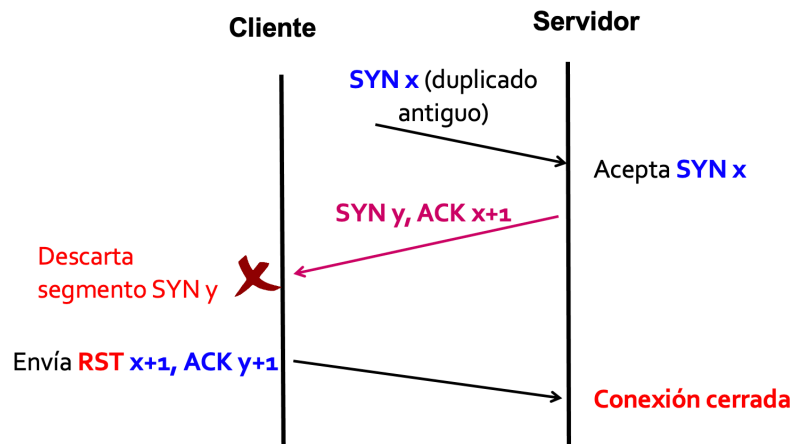 Cliente
Servidor
SYN x (duplicado
antiguo)
Acepta SYN x
SYN y, ACK x+1
Descarta
segmento SYN y
Envía RST x+1, ACK y+1
Conexión cerrada